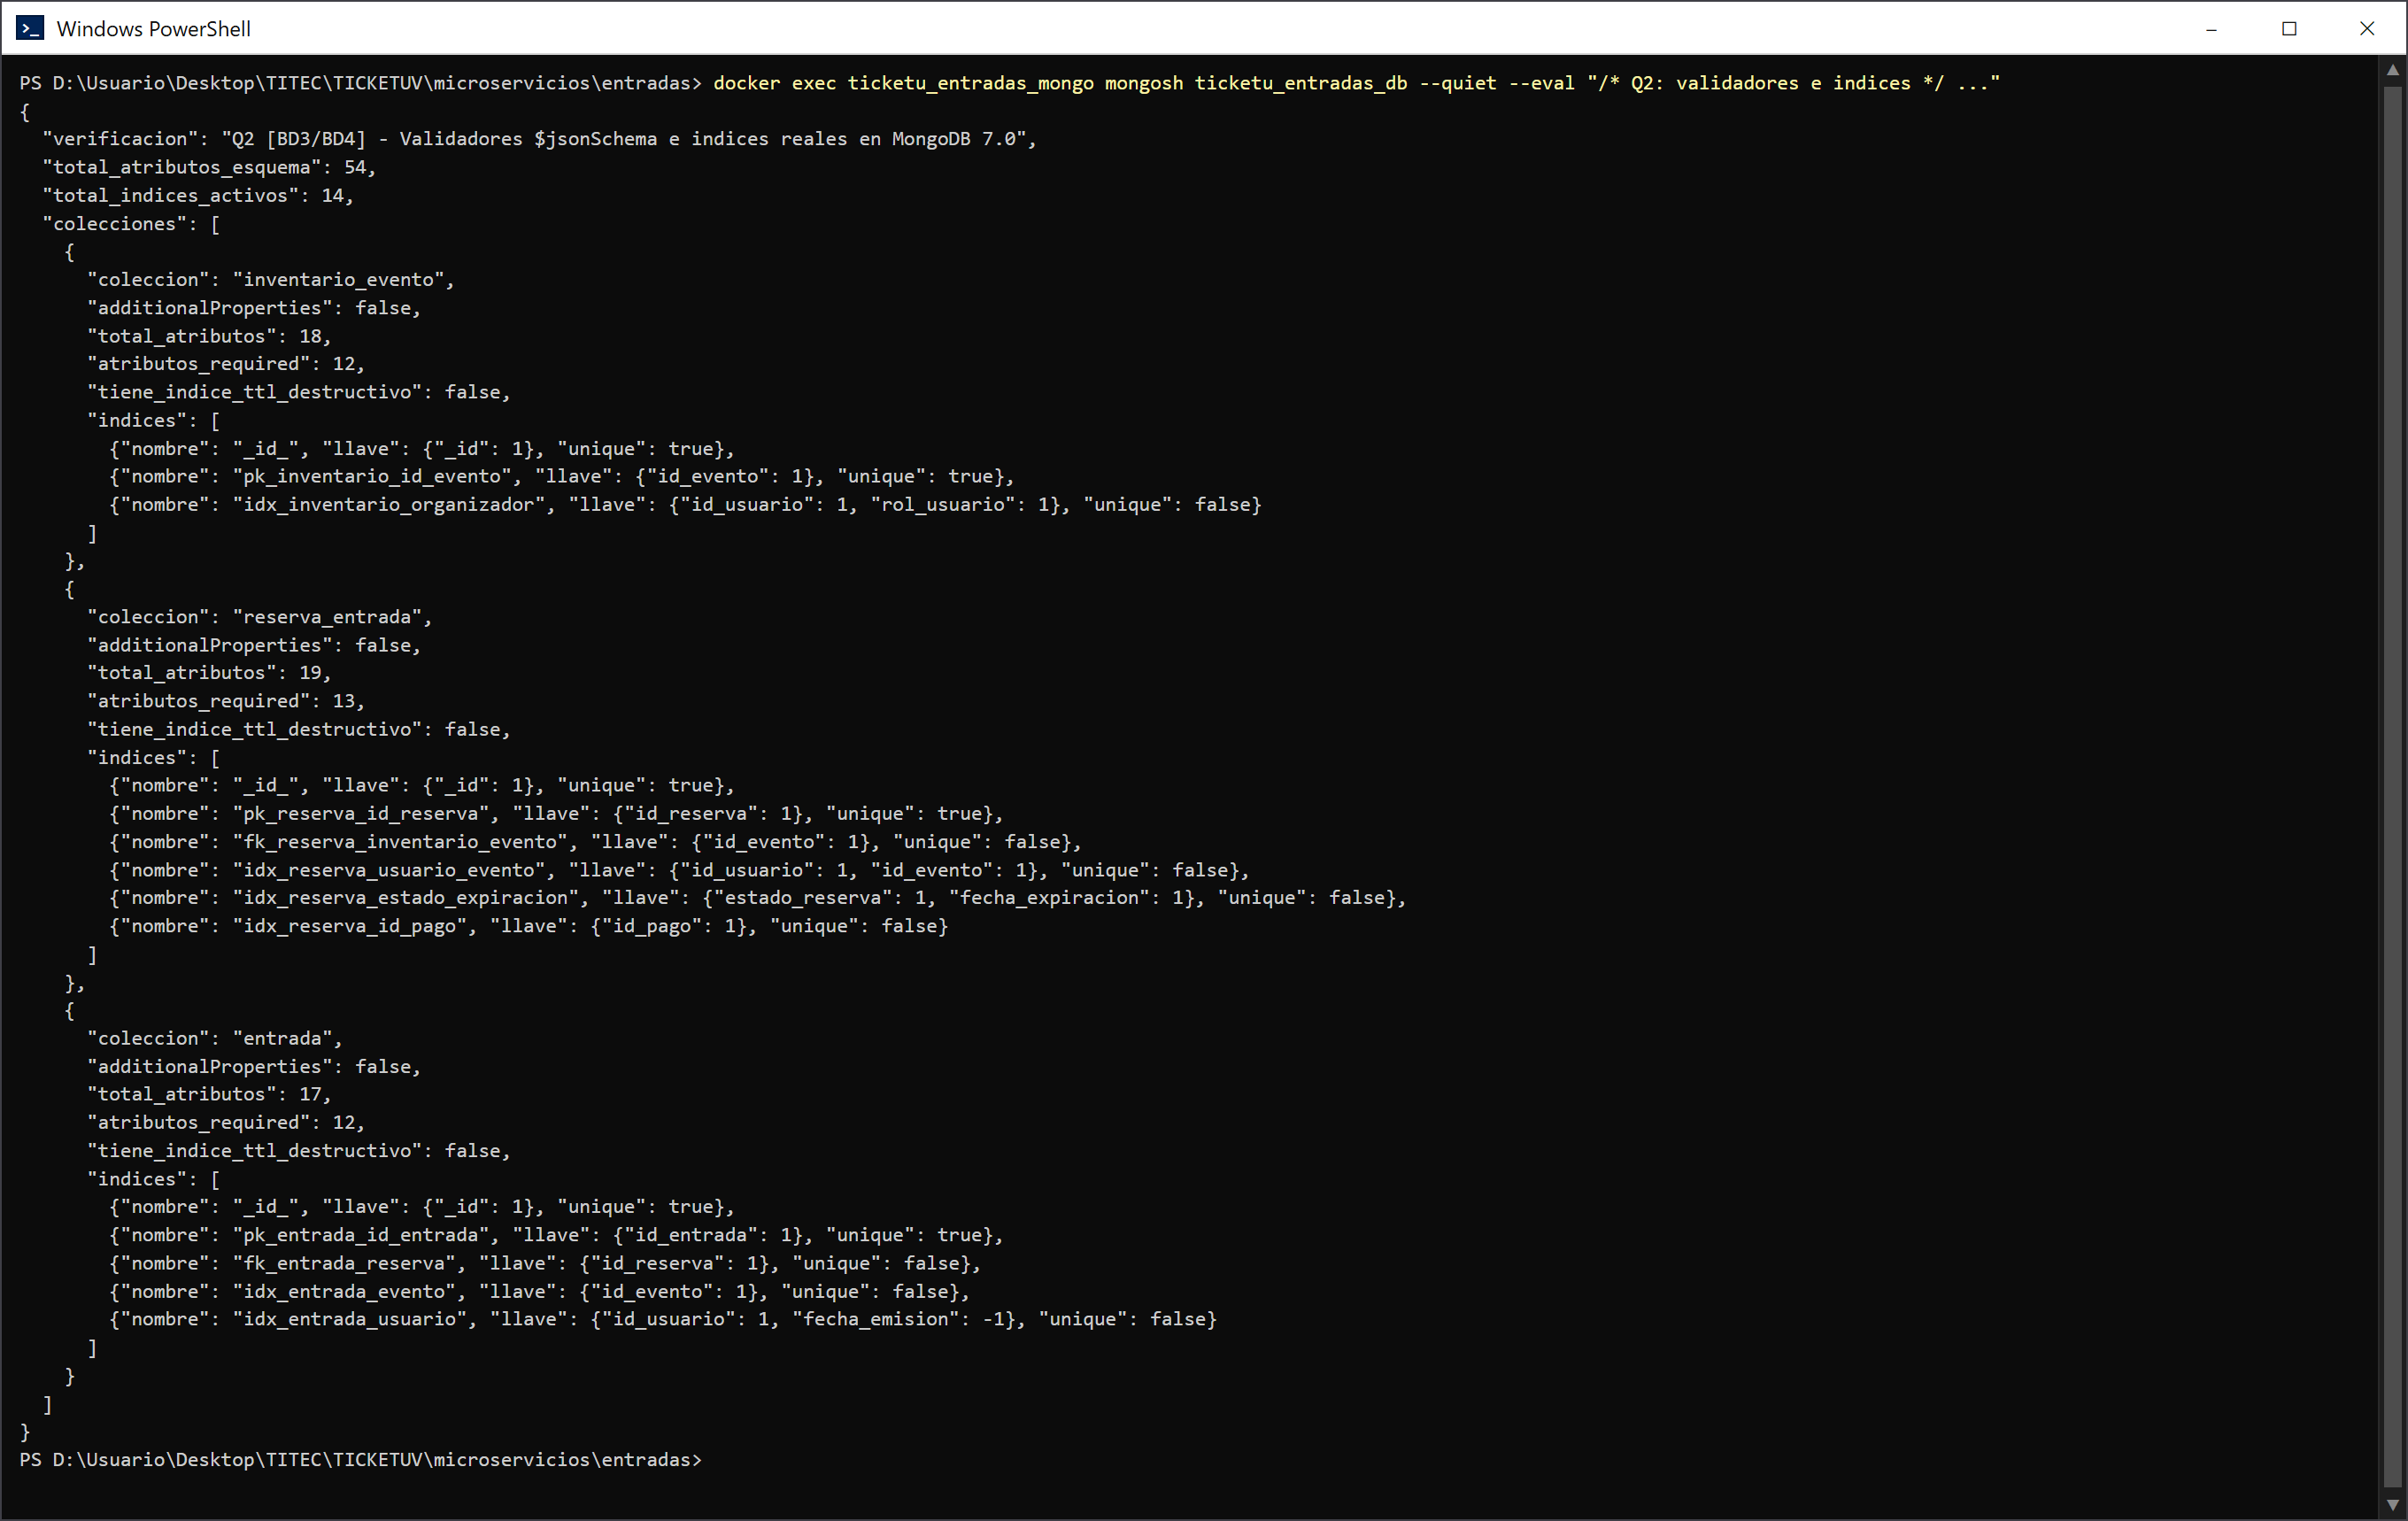 Windows PowerShell
PS D:\Usuario\Desktop\TITEC\TICKETUV\microservicios\entradas> docker exec ticketu_entradas_mongo mongosh ticketu_entradas_db --quiet --eval "/* Q2: validadores e indices */ ..."
{
  "verificacion": "Q2 [BD3/BD4] - Validadores $jsonSchema e indices reales en MongoDB 7.0",
  "total_atributos_esquema": 54,
  "total_indices_activos": 14,
  "colecciones": [
    {
      "coleccion": "inventario_evento",
      "additionalProperties": false,
      "total_atributos": 18,
      "atributos_required": 12,
      "tiene_indice_ttl_destructivo": false,
      "indices": [
        {"nombre": "_id_", "llave": {"_id": 1}, "unique": true},
        {"nombre": "pk_inventario_id_evento", "llave": {"id_evento": 1}, "unique": true},
        {"nombre": "idx_inventario_organizador", "llave": {"id_usuario": 1, "rol_usuario": 1}, "unique": false}
      ]
    },
    {
      "coleccion": "reserva_entrada",
      "additionalProperties": false,
      "total_atributos": 19,
      "atributos_required": 13,
      "tiene_indice_ttl_destructivo": false,
      "indices": [
        {"nombre": "_id_", "llave": {"_id": 1}, "unique": true},
        {"nombre": "pk_reserva_id_reserva", "llave": {"id_reserva": 1}, "unique": true},
        {"nombre": "fk_reserva_inventario_evento", "llave": {"id_evento": 1}, "unique": false},
        {"nombre": "idx_reserva_usuario_evento", "llave": {"id_usuario": 1, "id_evento": 1}, "unique": false},
        {"nombre": "idx_reserva_estado_expiracion", "llave": {"estado_reserva": 1, "fecha_expiracion": 1}, "unique": false},
        {"nombre": "idx_reserva_id_pago", "llave": {"id_pago": 1}, "unique": false}
      ]
    },
    {
      "coleccion": "entrada",
      "additionalProperties": false,
      "total_atributos": 17,
      "atributos_required": 12,
      "tiene_indice_ttl_destructivo": false,
      "indices": [
        {"nombre": "_id_", "llave": {"_id": 1}, "unique": true},
        {"nombre": "pk_entrada_id_entrada", "llave": {"id_entrada": 1}, "unique": true},
        {"nombre": "fk_entrada_reserva", "llave": {"id_reserva": 1}, "unique": false},
        {"nombre": "idx_entrada_evento", "llave": {"id_evento": 1}, "unique": false},
        {"nombre": "idx_entrada_usuario", "llave": {"id_usuario": 1, "fecha_emision": -1}, "unique": false}
      ]
    }
  ]
}
PS D:\Usuario\Desktop\TITEC\TICKETUV\microservicios\entradas>